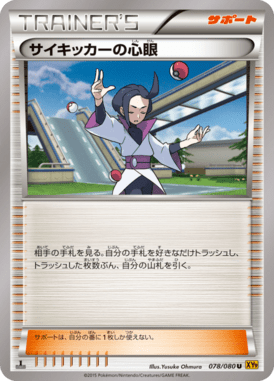 TRAINER'S
サポート
サイキッカーの心眼
相手の手札を見る。自分の手札を好きなだけトラッシュし、
トラッシュした枚数ぶん、自分の山札を引く。
サポートは、自分の番に1枚しか使えない。
Illus.Yusuke Ohmura
078/080 U
XY
©2015 Pokémon/Nintendo/Creatures/GAME FREAK.